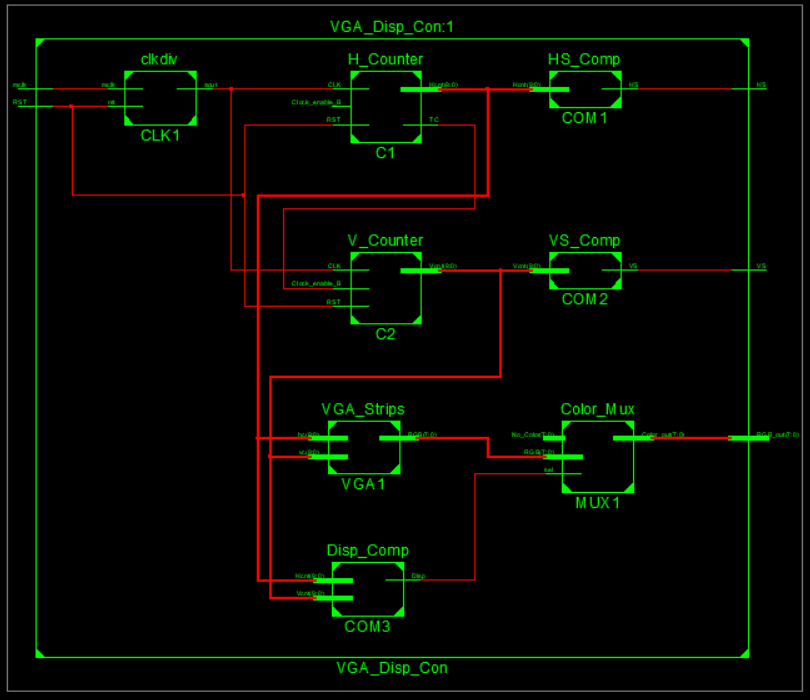 VGA_Disp_Con:1
clkdiv
H_Counter
HS_Comp
mclk
mclk
CLK
Hcnt(9:0)
Hcnt(9:0)
HS
HS
RST
Clock_enable_B
RST
TC
CLK1
C1
COM1
V_Counter
VS_Comp
CLK
Vcnt(9:0)
Vcnt(9:0)
VS
VS
Clock_enable_B
RST
C2
COM2
VGA_Strips
Color_Mux
hc(9:0)
RGB(7:0)
No_Color(7:0)
Color_out(7:0)
RGB_out(7:0)
vc(9:0)
RGB(7:0)
VGA1
MUX1
Disp_Comp
Hcnt(9:0)
Disp
Vcnt(9:0)
COM3
VGA_Disp_Con